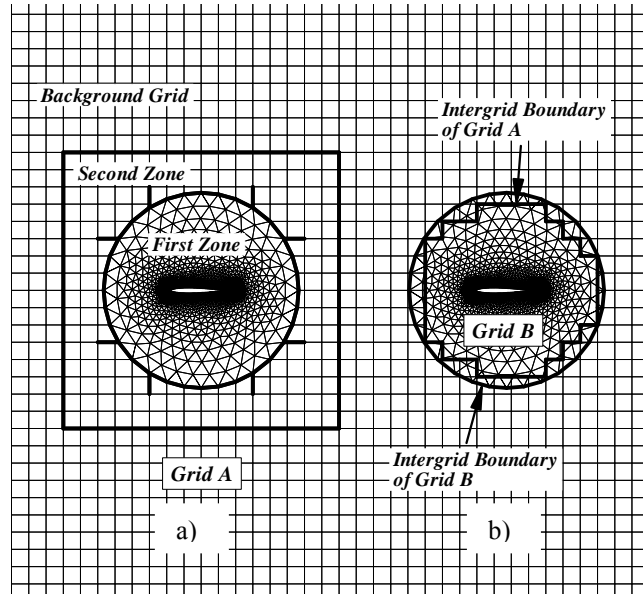 Background Grid
Second Zone
First Zone
Grid A
a)
Intergrid Boundary
of Grid A
Grid B
Intergrid Boundary
of Grid B
b)